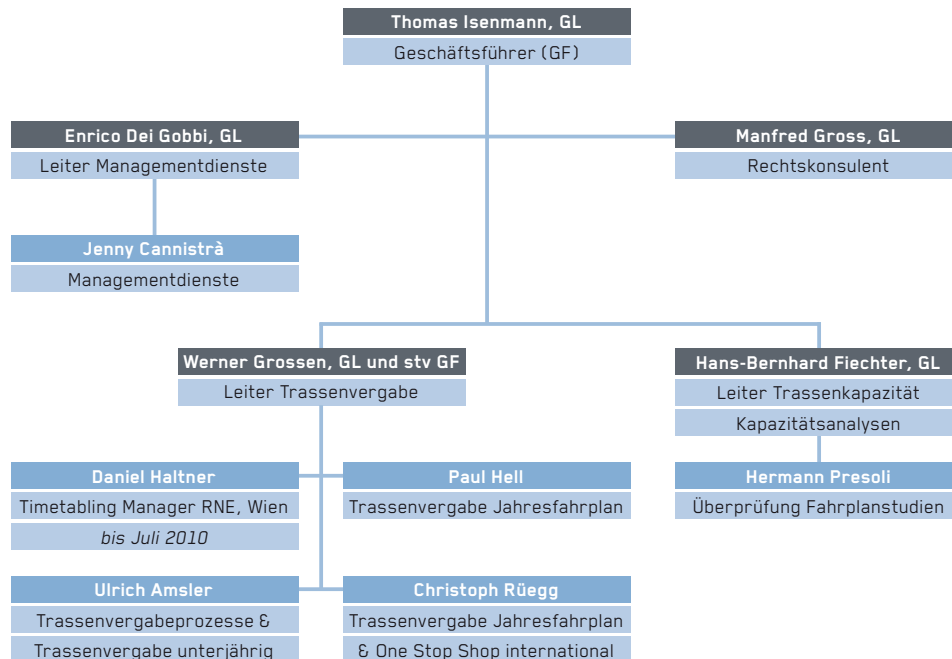 Thomas Isenmann, GL
Geschäftsführer (GF)
Enrico Dei Gobbi, GL
Leiter Managementdienste
Manfred Gross, GL
Rechtskonsulent
Jenny Cannistrà
Managementdienste
Werner Grossen, GL und stv GF
Leiter Trassenvergabe
Hans-Bernhard Fiechter, GL
Leiter Trassenkapazität
Kapazitätsanalysen
Daniel Haltner
Timetabling Manager RNE, Wien
bis Juli 2010
Paul Hell
Trassenvergabe Jahresfahrplan
Hermann Presoli
Überprüfung Fahrplanstudien
Ulrich Amsler
Trassenvergabeprozesse &
Trassenvergabe unterjährig
Christoph Rüegg
Trassenvergabe Jahresfahrplan
& One Stop Shop international